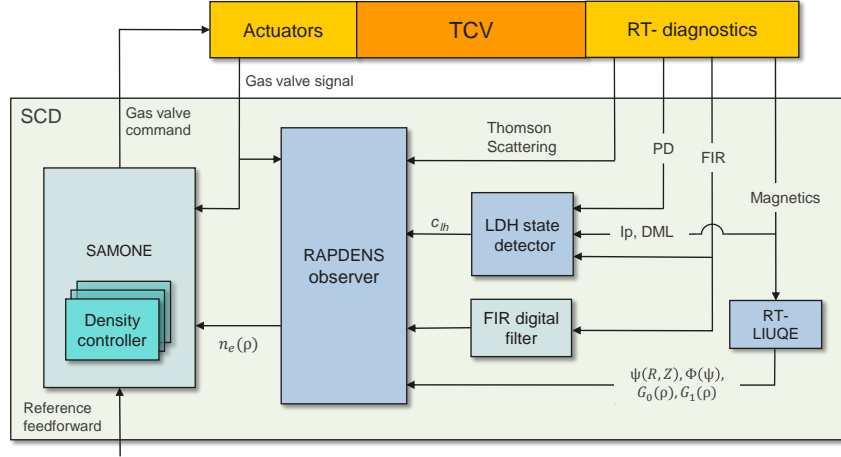 Actuators
TCV
RT- diagnostics
Gas valve signal
SCD
Gas valve
command
Thomson
Scattering
PD
FIR
Magnetics
SAMONE
RAPDENS
observer
c_lh
LDH state
detector
Ip, DML
Density
controller
n_e(ρ)
FIR digital
filter
RT-
LIUQE
ψ(R, Z), Φ(ψ),
G_0(ρ), G_1(ρ)
Reference
feedforward